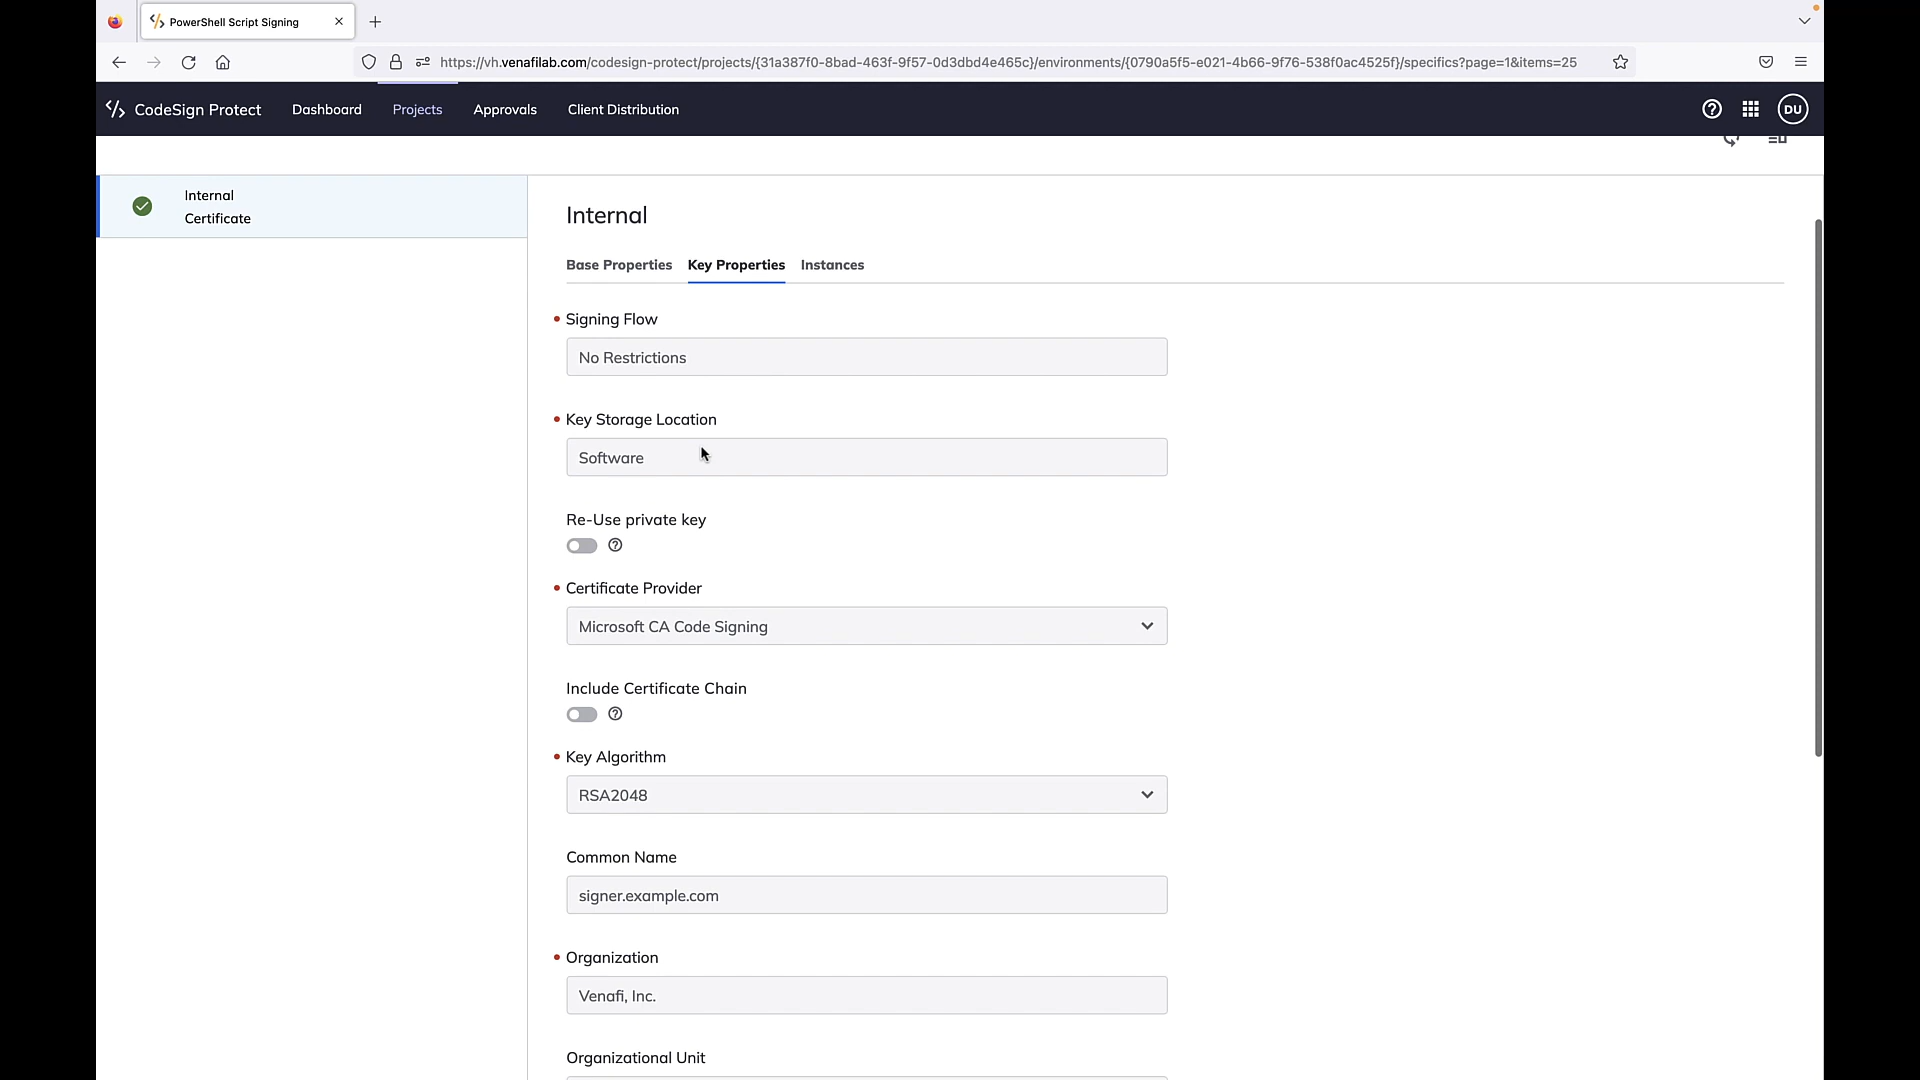 PowerShell Script Signing
https://vh.venafilab.com/codesign-protect/projects/{31a387f0-8bad-463f-9f57-0d3dbd4e465c}/environments/{0790a5f5-e021-4b66-9f76-538f0ac4525f}/specifics?page=1&items=25
CodeSign Protect Dashboard Projects Approvals Client Distribution DU
Internal
Certificate
Internal
Base Properties Key Properties Instances
Signing Flow
No Restrictions
Key Storage Location
Software
Re-Use private key
Certificate Provider
Microsoft CA Code Signing
Include Certificate Chain
Key Algorithm
RSA2048
Common Name
signer.example.com
Organization
Venafi, Inc.
Organizational Unit